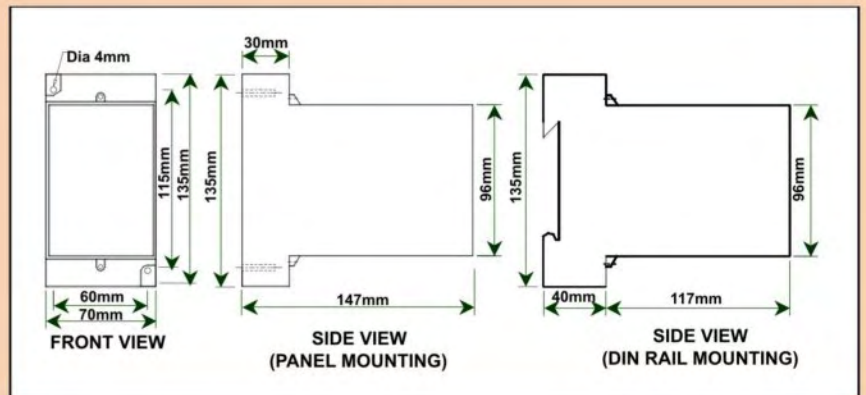 30mm
Dia 4mm
115mm
135mm
135mm
96mm
135mm
96mm
60mm
70mm
147mm
40mm
117mm
FRONT VIEW
SIDE VIEW
(PANEL MOUNTING)
SIDE VIEW
(DIN RAIL MOUNTING)